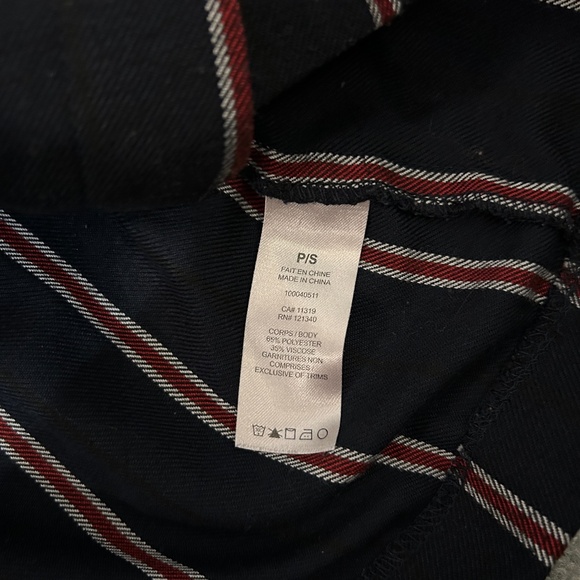 P/S
FAIT EN CHINE
MADE IN CHINA
100040511
CA# 11319
RN# 121340
CORPS / BODY
65% POLYESTER
35% VISCOSE
GARNITURES NON
COMPRISES /
EXCLUSIVE OF TRIMS